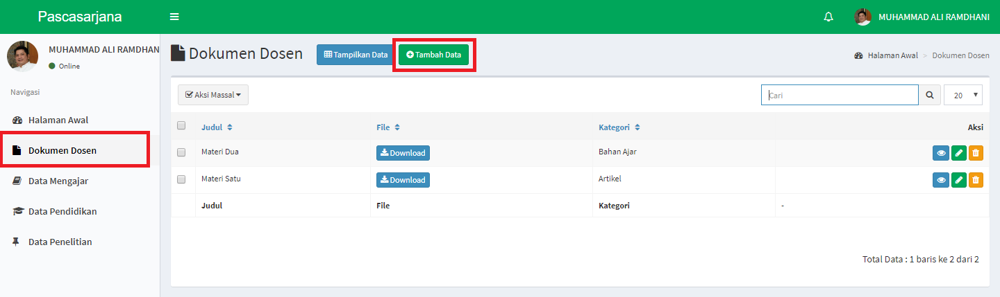 Pascasarjana
MUHAMMAD ALI RAMDHANI
MUHAMMAD ALI RAMDHAN
Online
Navigasi
Halaman Awal
Dokumen Dosen
Data Mengajar
Data Pendidikan
Data Penelitian
Dokumen Dosen Tampilkan Data Tambah Data
Halaman Awal > Dokumen Dosen
Aksi Massal Cari 20
Judul File Kategori Aksi
Materi Dua Download Bahan Ajar
Materi Satu Download Artikel
Judul File Kategori -
Total Data : 1 baris ke 2 dari 2